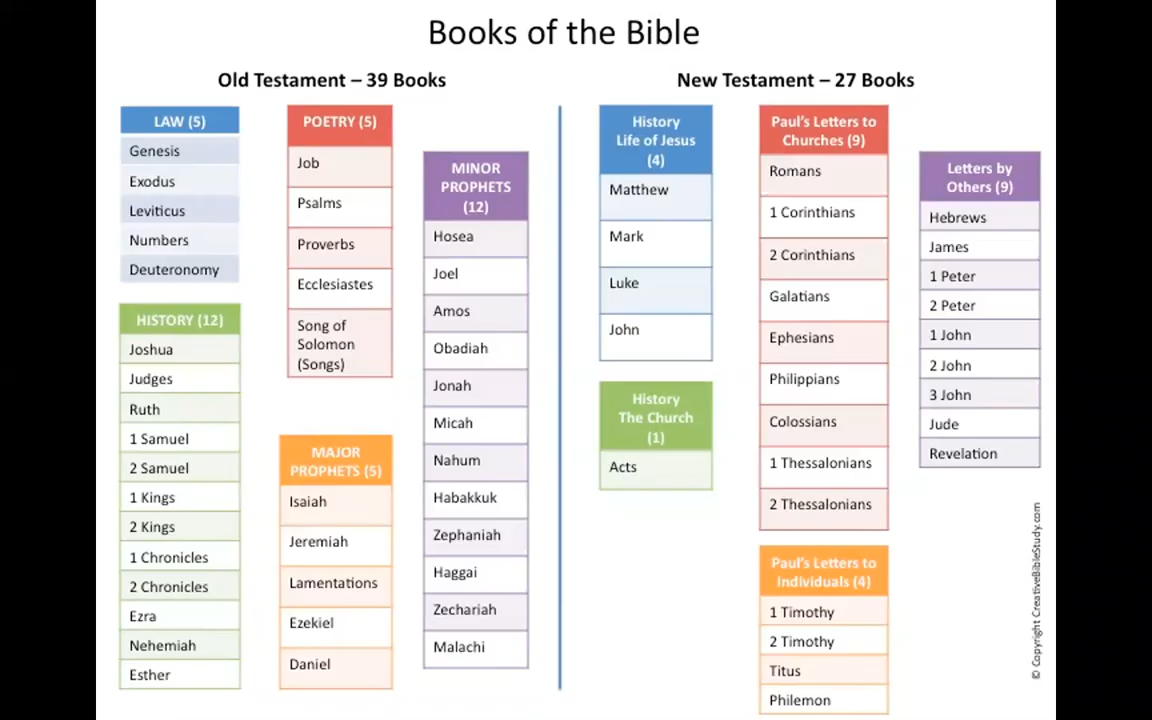 Books of the Bible
Old Testament – 39 Books
LAW (5)
Genesis
Exodus
Leviticus
Numbers
Deuteronomy
HISTORY (12)
Joshua
Judges
Ruth
1 Samuel
2 Samuel
1 Kings
2 Kings
1 Chronicles
2 Chronicles
Ezra
Nehemiah
Esther
POETRY (5)
Job
Psalms
Proverbs
Ecclesiastes
Song of
Solomon
(Songs)
MAJOR
PROPHETS (5)
Isaiah
Jeremiah
Lamentations
Ezekiel
Daniel
MINOR
PROPHETS
(12)
Hosea
Joel
Amos
Obadiah
Jonah
Micah
Nahum
Habakkuk
Zephaniah
Haggai
Zechariah
Malachi
New Testament – 27 Books
History
Life of Jesus
(4)
Matthew
Mark
Luke
John
History
The Church
(1)
Acts
Paul's Letters to
Churches (9)
Romans
1 Corinthians
2 Corinthians
Galatians
Ephesians
Philippians
Colossians
1 Thessalonians
2 Thessalonians
Paul's Letters to
Individuals (4)
1 Timothy
2 Timothy
Titus
Philemon
Letters by
Others (9)
Hebrews
James
1 Peter
2 Peter
1 John
2 John
3 John
Jude
Revelation
© Copyright CreativeBibleStudy.com